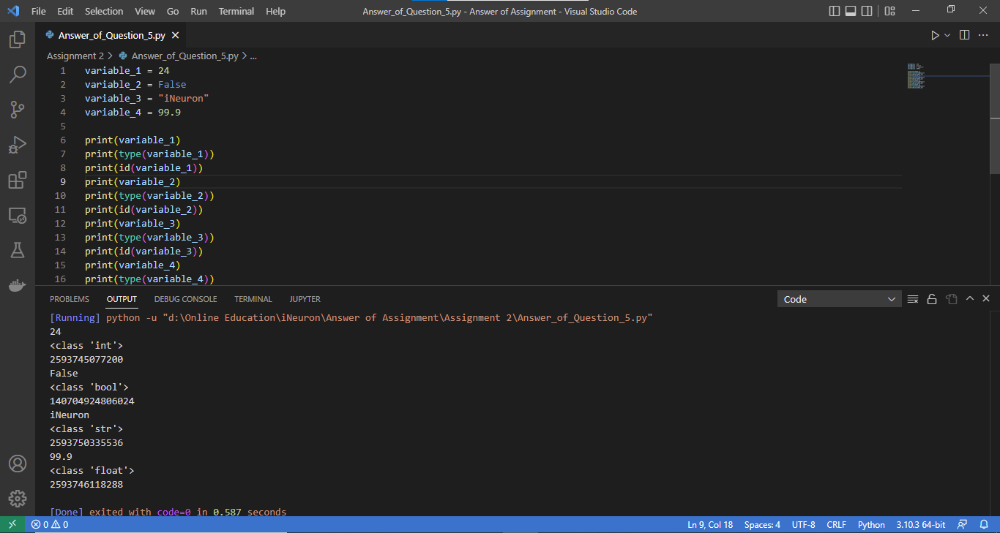 File Edit Selection View Go Run Terminal Help Answer_of_Question_5.py - Answer of Assignment - Visual Studio Code
Answer_of_Question_5.py
Assignment 2 > Answer_of_Question_5.py > ...
1 variable_1 = 24
2 variable_2 = False
3 variable_3 = "iNeuron"
4 variable_4 = 99.9
5
6 print(variable_1)
7 print(type(variable_1))
8 print(id(variable_1))
9 print(variable_2)
10 print(type(variable_2))
11 print(id(variable_2))
12 print(variable_3)
13 print(type(variable_3))
14 print(id(variable_3))
15 print(variable_4)
16 print(type(variable_4))
PROBLEMS OUTPUT DEBUG CONSOLE TERMINAL JUPYTER Code
[Running] python -u "d:\Online Education\iNeuron\Answer of Assignment\Assignment 2\Answer_of_Question_5.py"
24
<class 'int'>
2593745077200
False
<class 'bool'>
140704924806024
iNeuron
<class 'str'>
2593750335536
99.9
<class 'float'>
2593746118288
[Done] exited with code=0 in 0.587 seconds
0 0 Ln 9, Col 18 Spaces: 4 UTF-8 CRLF Python 3.10.3 64-bit